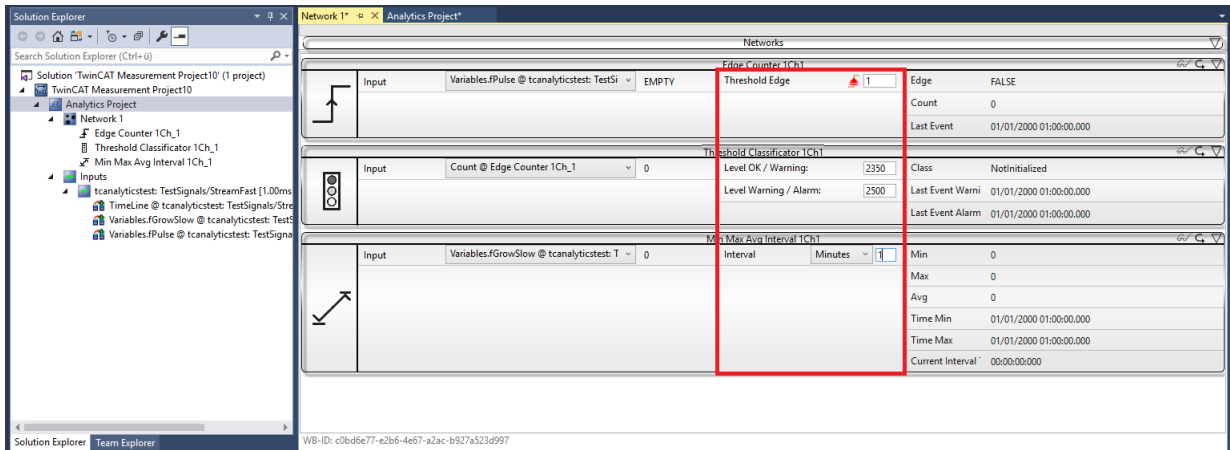 Solution Explorer
Search Solution Explorer (Ctrl+ü)
Solution 'TwinCAT Measurement Project10' (1 project)
TwinCAT Measurement Project10
Analytics Project
Network 1
Edge Counter 1Ch_1
Threshold Classificator 1Ch_1
Min Max Avg Interval 1Ch_1
Inputs
tcanalyticstest: TestSignals/StreamFast [1.00ms
TimeLine @ tcanalyticstest: TestSignals/Stre
Variables.fGrowSlow @ tcanalyticstest: TestS
Variables.fPulse @ tcanalyticstest: TestSigna
Solution Explorer Team Explorer
Network 1* Analytics Project*
Networks
Edge Counter 1Ch1
Input Variables.fPulse @ tcanalyticstest: TestSi EMPTY Threshold Edge 1 Edge FALSE
Count 0
Last Event 01/01/2000 01:00:00.000
Threshold Classificator 1Ch1
Input Count @ Edge Counter 1Ch_1 0 Level OK / Warning: 2350 Class NotInitialized
Level Warning / Alarm: 2500 Last Event Warni 01/01/2000 01:00:00.000
Last Event Alarm 01/01/2000 01:00:00.000
Min Max Avg Interval 1Ch1
Input Variables.fGrowSlow @ tcanalyticstest: T 0 Interval Minutes 1 Min 0
Max 0
Avg 0
Time Min 01/01/2000 01:00:00.000
Time Max 01/01/2000 01:00:00.000
Current Interval 00:00:00:000
WB-ID: c0bd6e77-e2b6-4e67-a2ac-b927a523d997